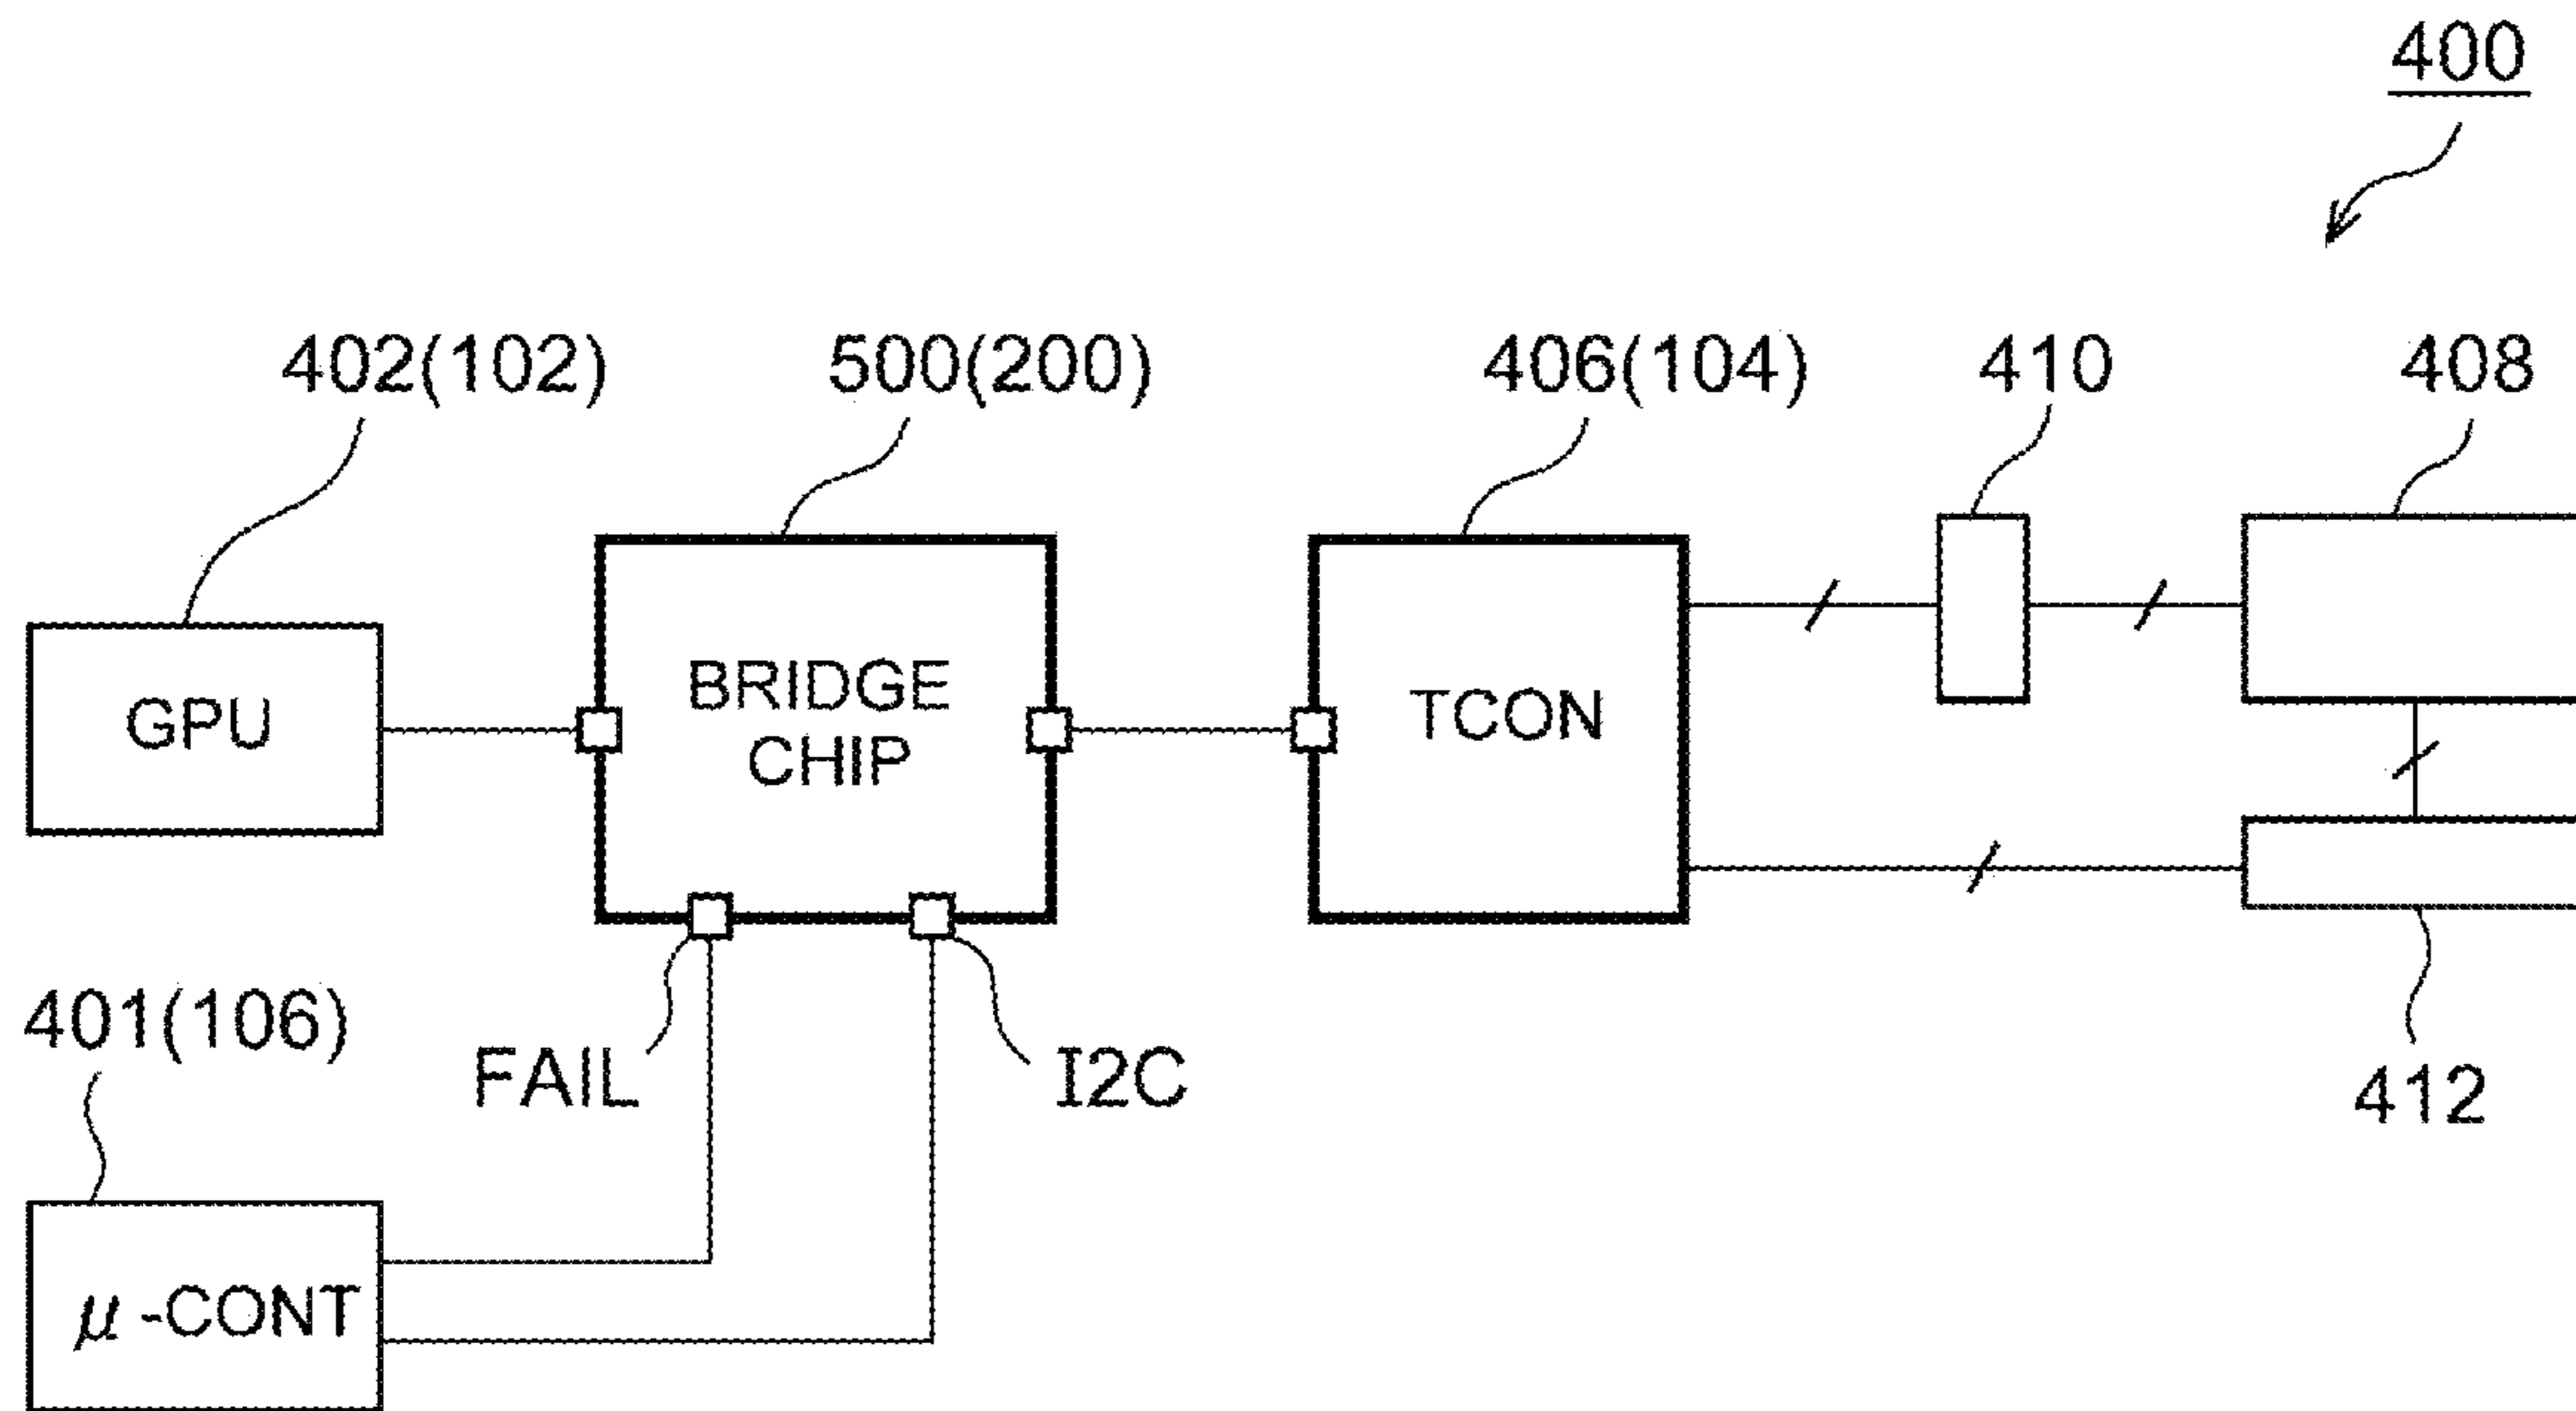 400
402(102)
500(200)
406(104)
410
408
GPU
BRIDGE
CHIP
TCON
401(106)
FAIL
I2C
412
μ-CONT